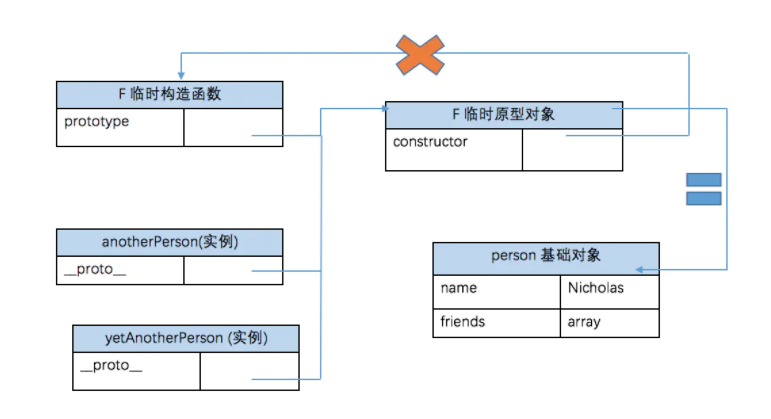 F 临时构造函数
prototype
F 临时原型对象
constructor
anotherPerson(实例)
__proto__
person 基础对象
name Nicholas
friends array
yetAnotherPerson (实例)
__proto__